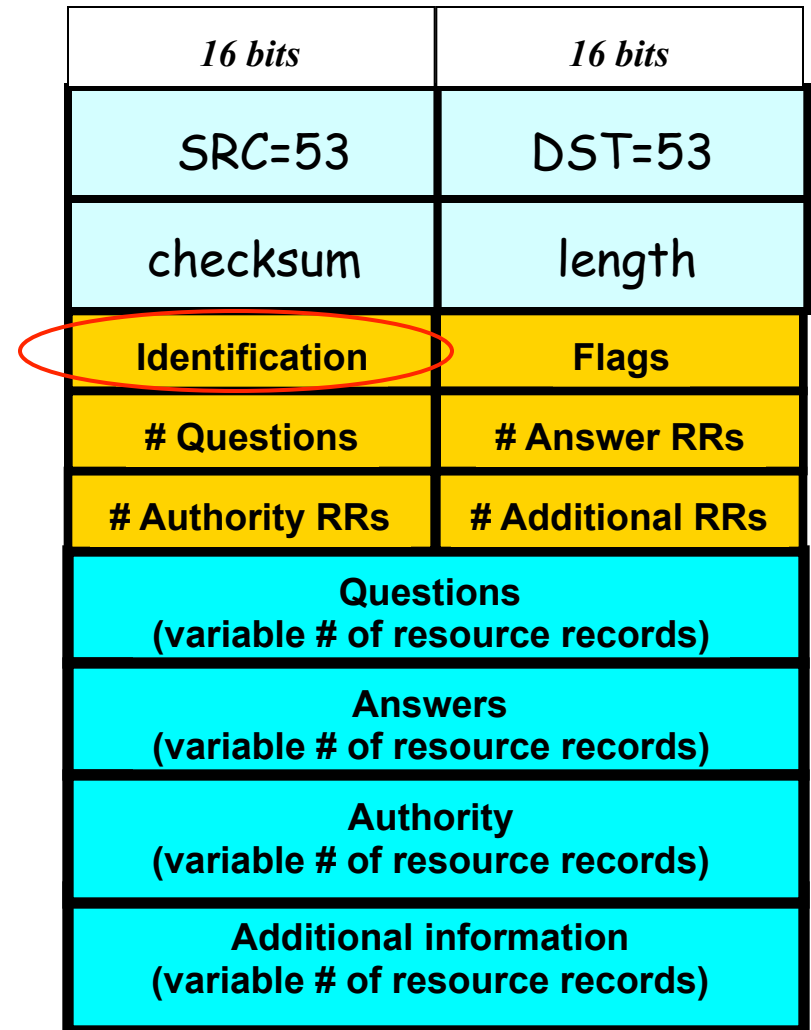 16 bits 16 bits
SRC=53 DST=53
checksum length
Identification Flags
# Questions # Answer RRs
# Authority RRs # Additional RRs
Questions
(variable # of resource records)
Answers
(variable # of resource records)
Authority
(variable # of resource records)
Additional information
(variable # of resource records)